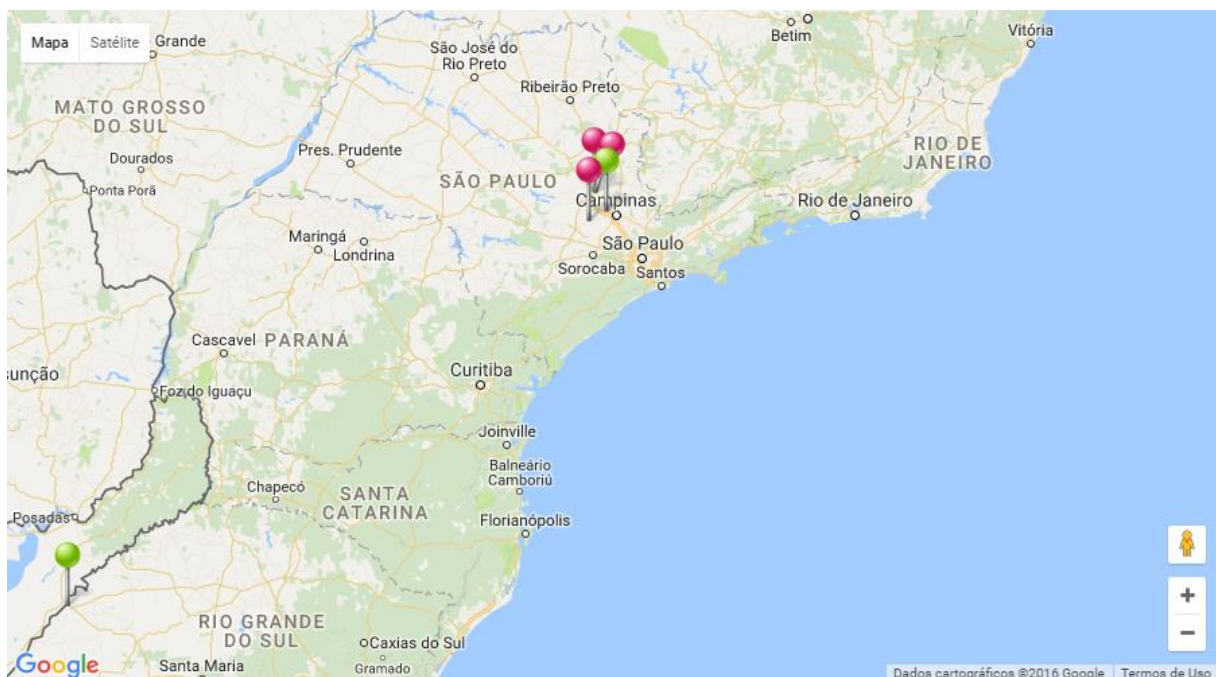 Mapa
Satélite
Grande
Betim
Vitória
São José do
Rio Preto
Ribeirão Preto
MATO GROSSO
DO SUL
RIO DE
JANEIRO
Dourados
Pres. Prudente
Ponta Porã
SÃO PAULO
Campinas
Rio de Janeiro
Maringá
Londrina
São Paulo
Sorocaba
Santos
Cascavel
PARANÁ
sunção
Curitiba
Foz do Iguaçu
Joinville
Balneário
Camboriú
Chapecó
SANTA
CATARINA
Posadas
Florianópolis
RIO GRANDE
DO SUL
Caxias do Sul
Google
Santa Maria
Gramado
Dados cartográficos ©2016 Google
Termos de Uso